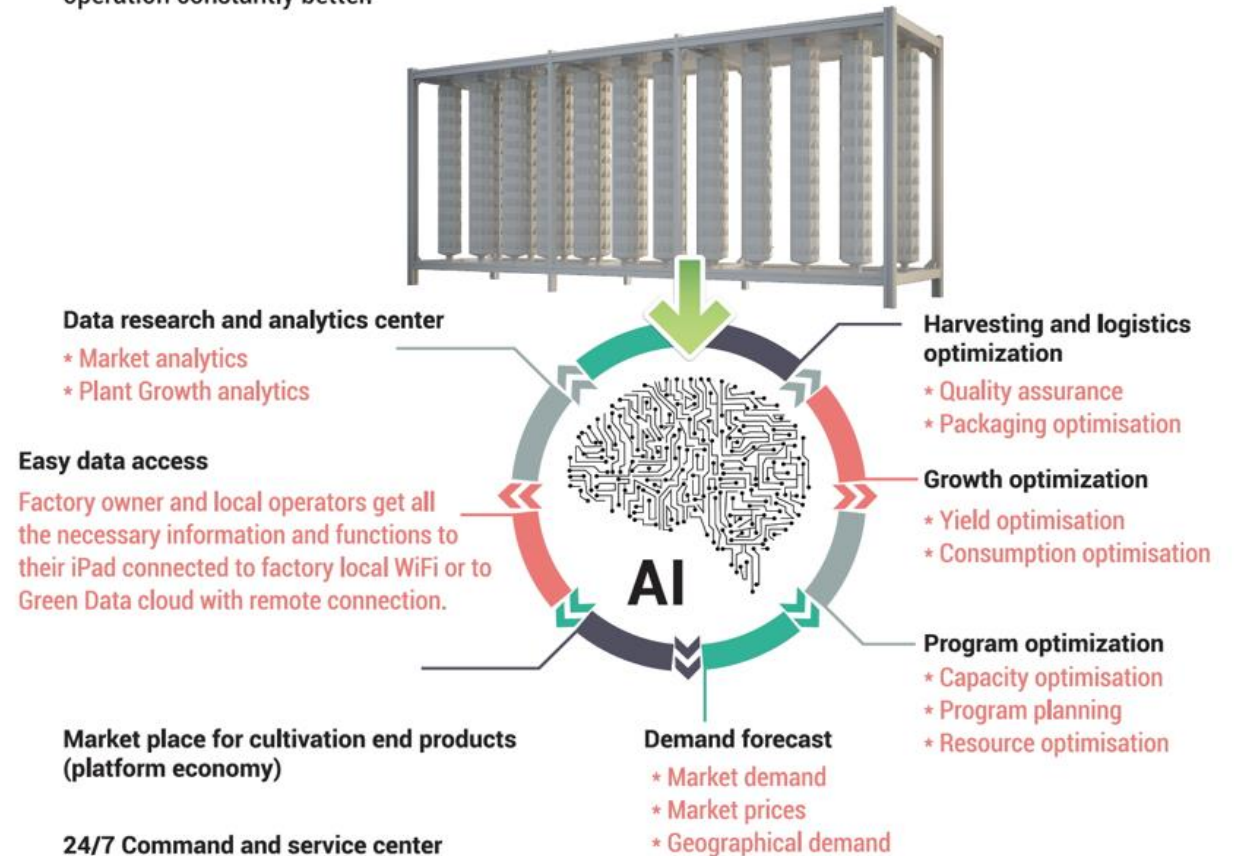 operation constantly better.
Data research and analytics center
* Market analytics
* Plant Growth analytics
Easy data access
Factory owner and local operators get all
the necessary information and functions to
their iPad connected to factory local WiFi or to
Green Data cloud with remote connection.
Market place for cultivation end products
(platform economy)
24/7 Command and service center
AI
Harvesting and logistics
optimization
* Quality assurance
* Packaging optimisation
Growth optimization
* Yield optimisation
* Consumption optimisation
Program optimization
* Capacity optimisation
* Program planning
* Resource optimisation
Demand forecast
* Market demand
* Market prices
* Geographical demand